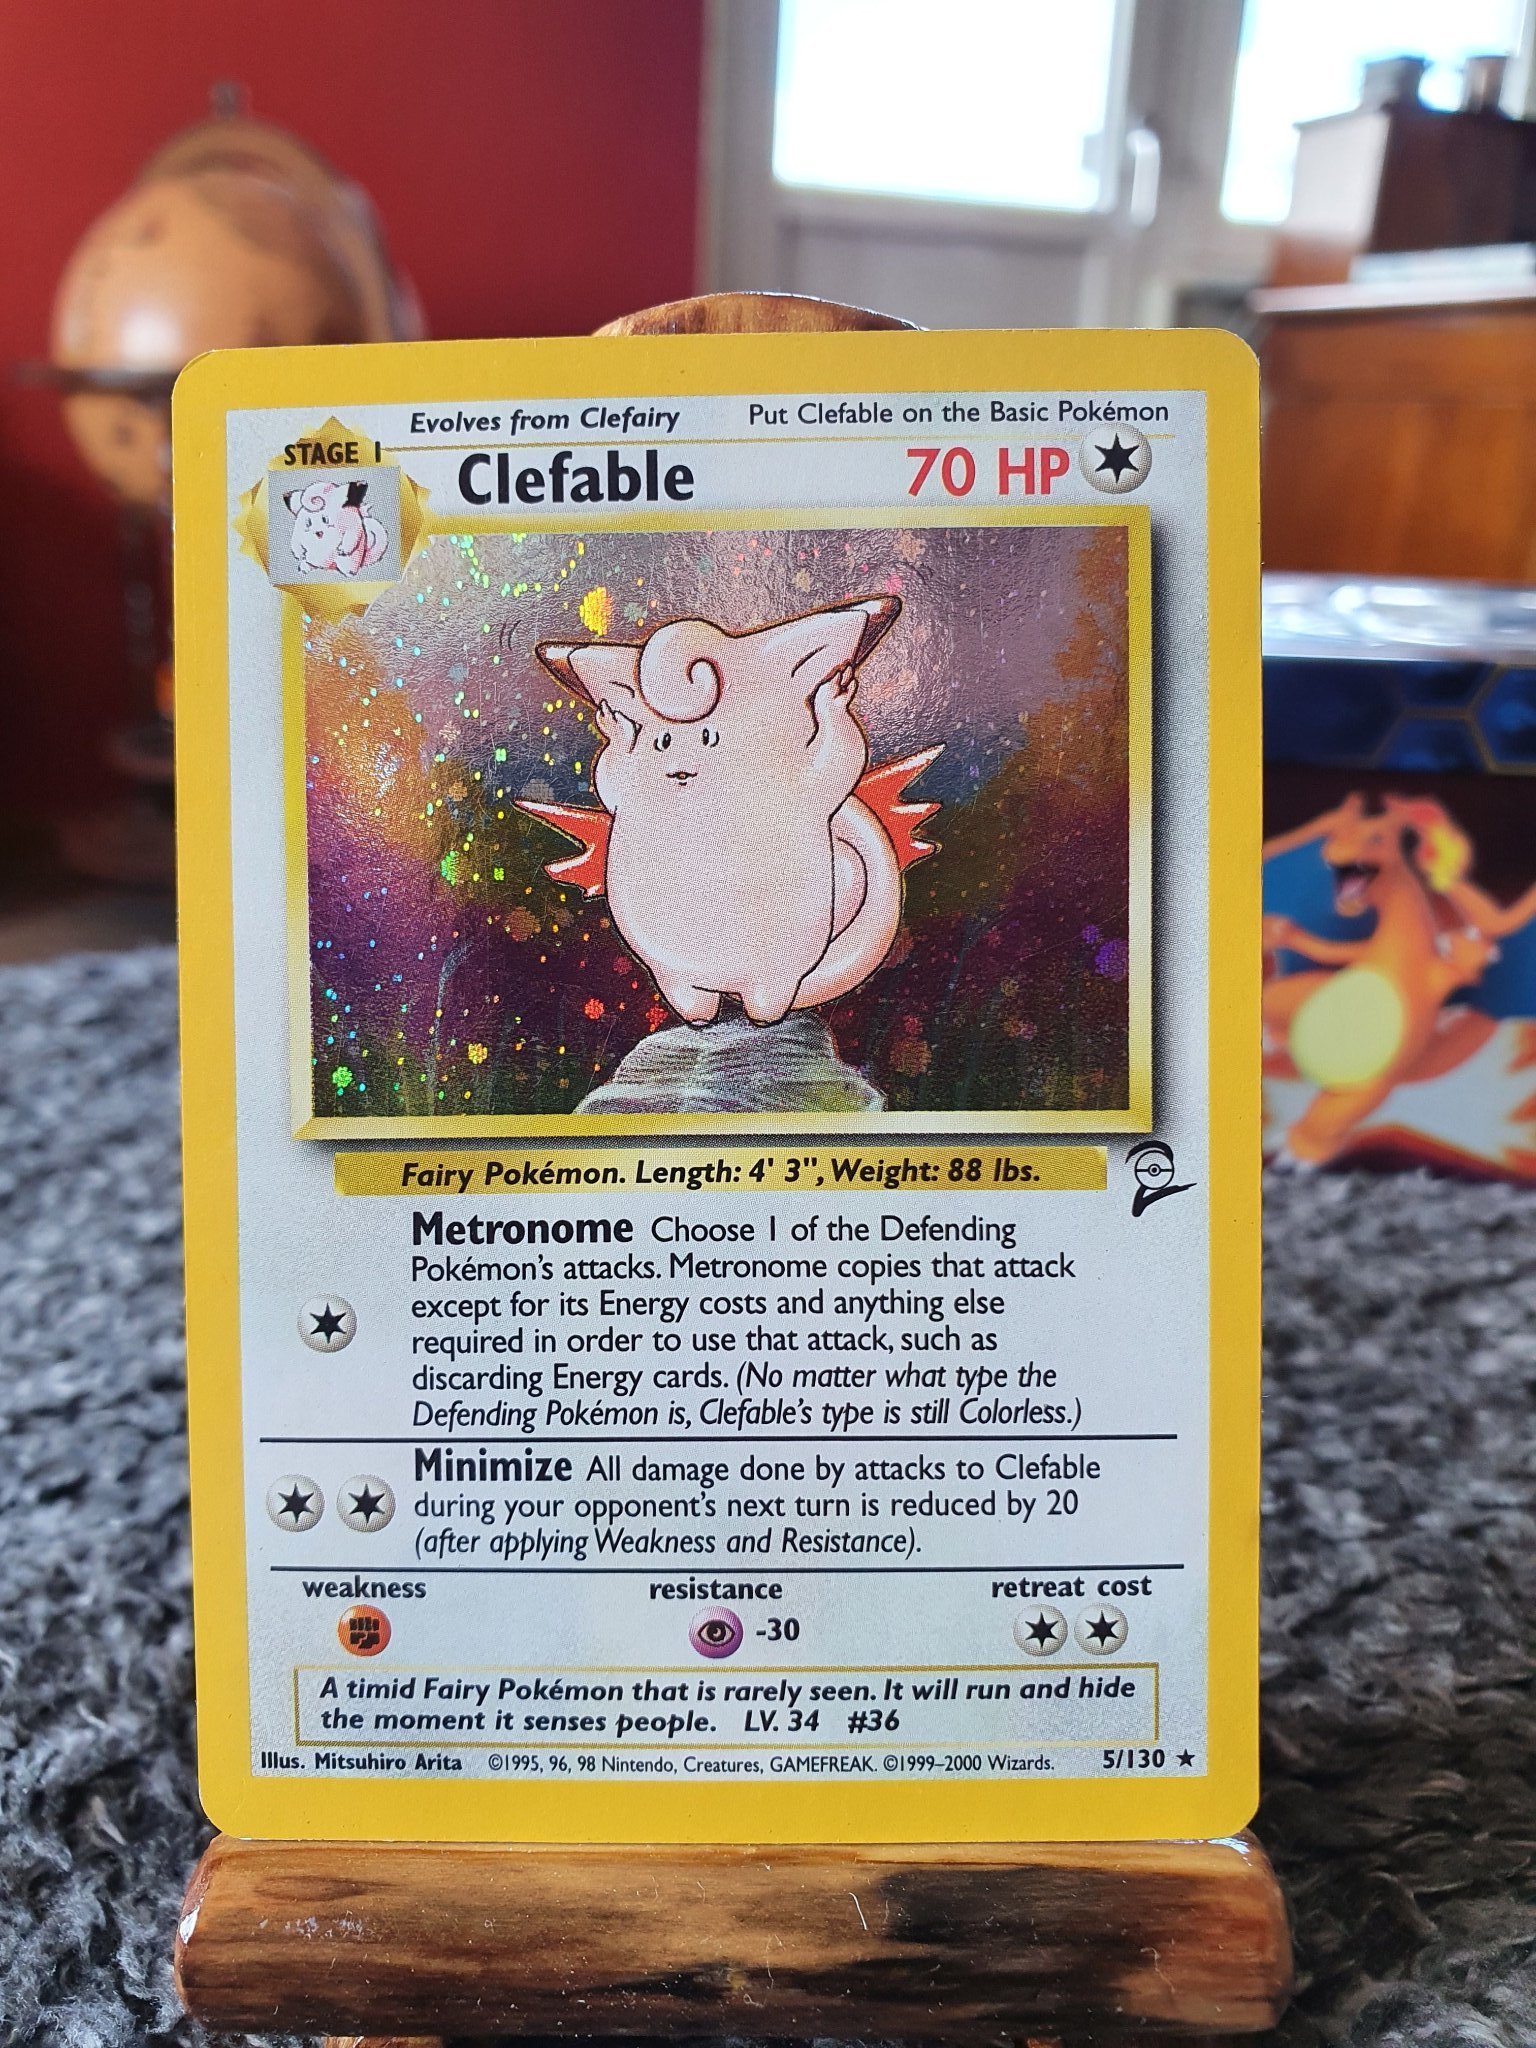 Evolves from Clefairy Put Clefable on the Basic Pokémon
STAGE 1
Clefable 70 HP
Fairy Pokémon. Length: 4' 3", Weight: 88 lbs.
Metronome Choose 1 of the Defending
Pokémon's attacks. Metronome copies that attack
except for its Energy costs and anything else
required in order to use that attack, such as
discarding Energy cards. (No matter what type the
Defending Pokémon is, Clefable's type is still Colorless.)
Minimize All damage done by attacks to Clefable
during your opponent's next turn is reduced by 20
(after applying Weakness and Resistance).
weakness resistance retreat cost
-30
A timid Fairy Pokémon that is rarely seen. It will run and hide
the moment it senses people. LV. 34 #36
Illus. Mitsuhiro Arita ©1995, 96, 98 Nintendo, Creatures, GAMEFREAK. ©1999–2000 Wizards. 5/130 ★